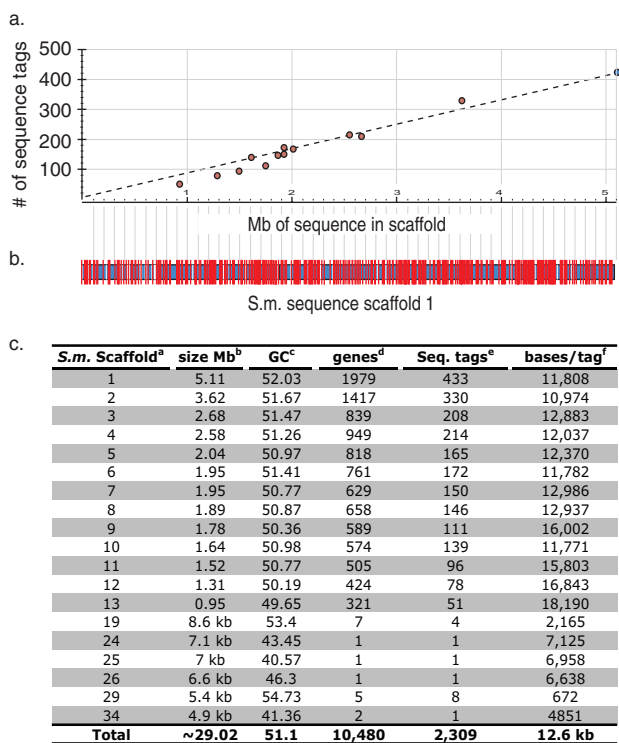 a.
# of sequence tags
500
400
300
200
100
1 2 3 4 5
Mb of sequence in scaffold
b.
S.m. sequence scaffold 1
c.
S.m. Scaffold^a size Mb^b GC^c genes^d Seq. tags^e bases/tag^f
1 5.11 52.03 1979 433 11,808
2 3.62 51.67 1417 330 10,974
3 2.68 51.47 839 208 12,883
4 2.58 51.26 949 214 12,037
5 2.04 50.97 818 165 12,370
6 1.95 51.41 761 172 11,782
7 1.95 50.77 629 150 12,986
8 1.89 50.87 658 146 12,937
9 1.78 50.36 589 111 16,002
10 1.64 50.98 574 139 11,771
11 1.52 50.77 505 96 15,803
12 1.31 50.19 424 78 16,843
13 0.95 49.65 321 51 18,190
19 8.6 kb 53.4 7 4 2,165
24 7.1 kb 43.45 1 1 7,125
25 7 kb 40.57 1 1 6,958
26 6.6 kb 46.3 1 1 6,638
29 5.4 kb 54.73 5 8 672
34 4.9 kb 41.36 2 1 4851
Total ~29.02 51.1 10,480 2,309 12.6 kb